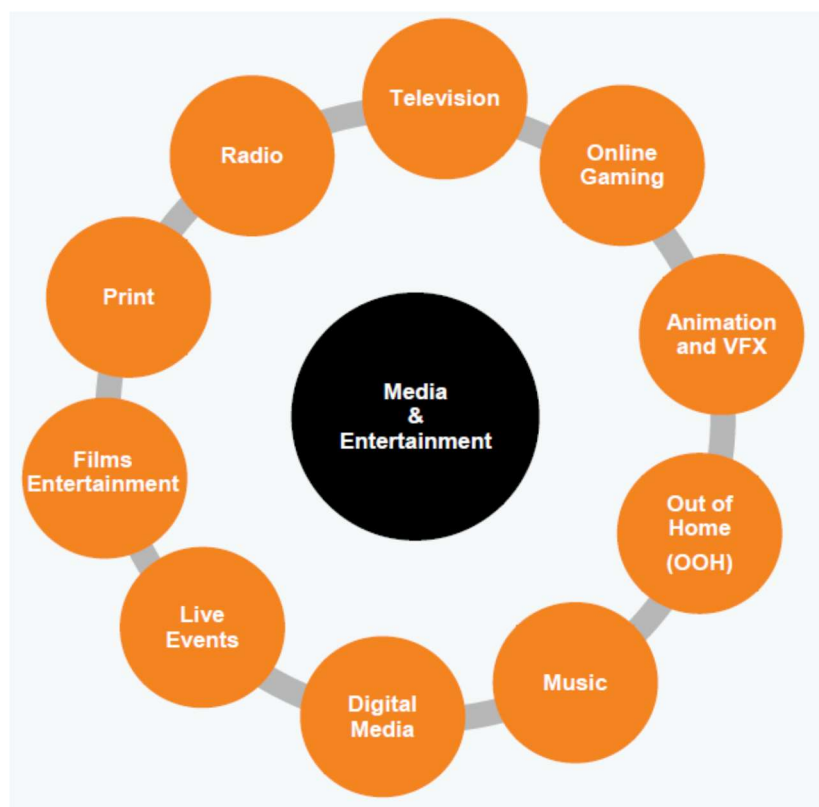 Television
Online
Gaming
Animation
and VFX
Out of
Home
(OOH)
Music
Digital
Media
Live
Events
Films
Entertainment
Print
Radio
Media
&
Entertainment